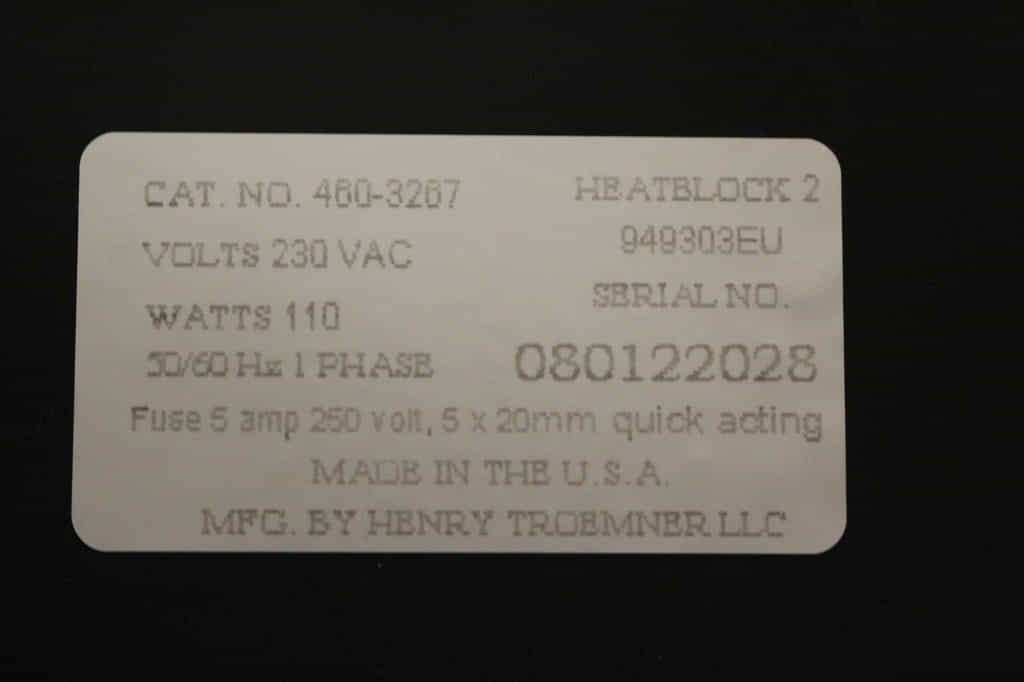 CAT. NO. 460-3267
HEATBLOCK 2
VOLTS 230 VAC
949303EU
WATTS 110
SERIAL NO.
50/60 Hz 1 PHASE
080122028
Fuse 5 amp 250 volt, 5 x 20mm quick acting
MADE IN THE U.S.A.
MFG. BY HENRY TROEMNER LLC